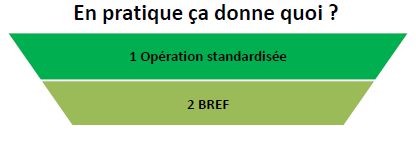 En pratique ça donne quoi ?
1 Opération standardisée
2 BREF